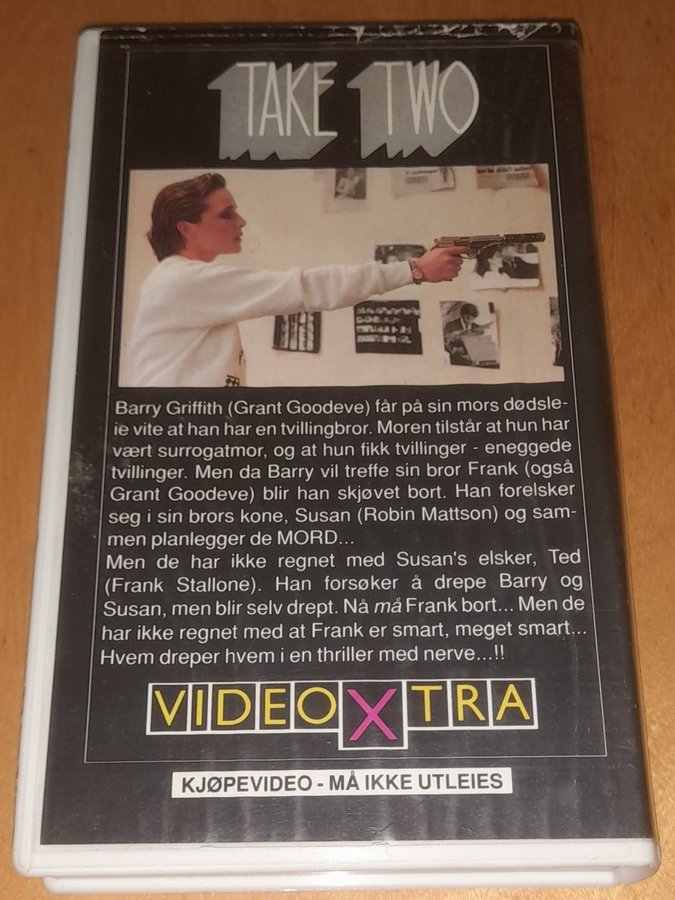 TAKE TWO
Barry Griffith (Grant Goodeve) får på sin mors dødsle-
ie vite at han har en tvillingbror. Moren tilstår at hun har
vært surrogatmor, og at hun fikk tvillinger - eneggede
tvillinger. Men da Barry vil treffe sin bror Frank (også
Grant Goodeve) blir han skjøvet bort. Han forelsker
seg i sin brors kone, Susan (Robin Mattson) og sam-
men planlegger de MORD...
Men de har ikke regnet med Susan's elsker, Ted
(Frank Stallone). Han forsøker å drepe Barry og
Susan, men blir selv drept. Nå må Frank bort... Men de
har ikke regnet med at Frank er smart, meget smart...
Hvem dreper hvem i en thriller med nerve...!!
VIDEOXTRA
KJØPEVIDEO - MÅ IKKE UTLEIES